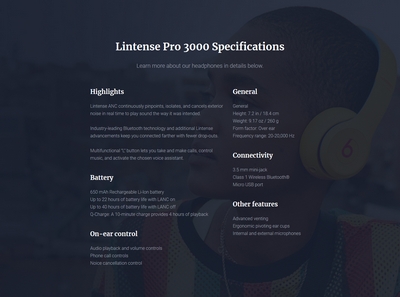 Lintense Pro 3000 Specifications
Learn more about our headphones in details below.
Highlights
Lintense ANC continuously pinpoints, isolates, and cancels exterior
noise in real time to play sound the way it was intended.
Industry-leading Bluetooth technology and additional Lintense
advancements keep you connected farther with fewer drop-outs.
Multifunctional "L" button lets you take and make calls, control
music, and activate the chosen voice assistant.
Battery
650 mAh Rechargeable Li-Ion battery
Up to 22 hours of battery life with LANC on
Up to 40 hours of battery life with LANC off
Q-Charge: A 10-minute charge provides 4 hours of playback
On-ear control
Audio playback and volume controls
Phone call controls
Noice cancellation control
General
General
Height: 7.2 in / 18.4 cm
Weight: 9.17 oz / 260 g
Form factor: Over ear
Frequency range: 20-20,000 Hz
Connectivity
3.5 mm mini-jack
Class 1 Wireless Bluetooth®
Micro USB port
Other features
Advanced venting
Ergonomic pivoting ear cups
Internal and external microphones